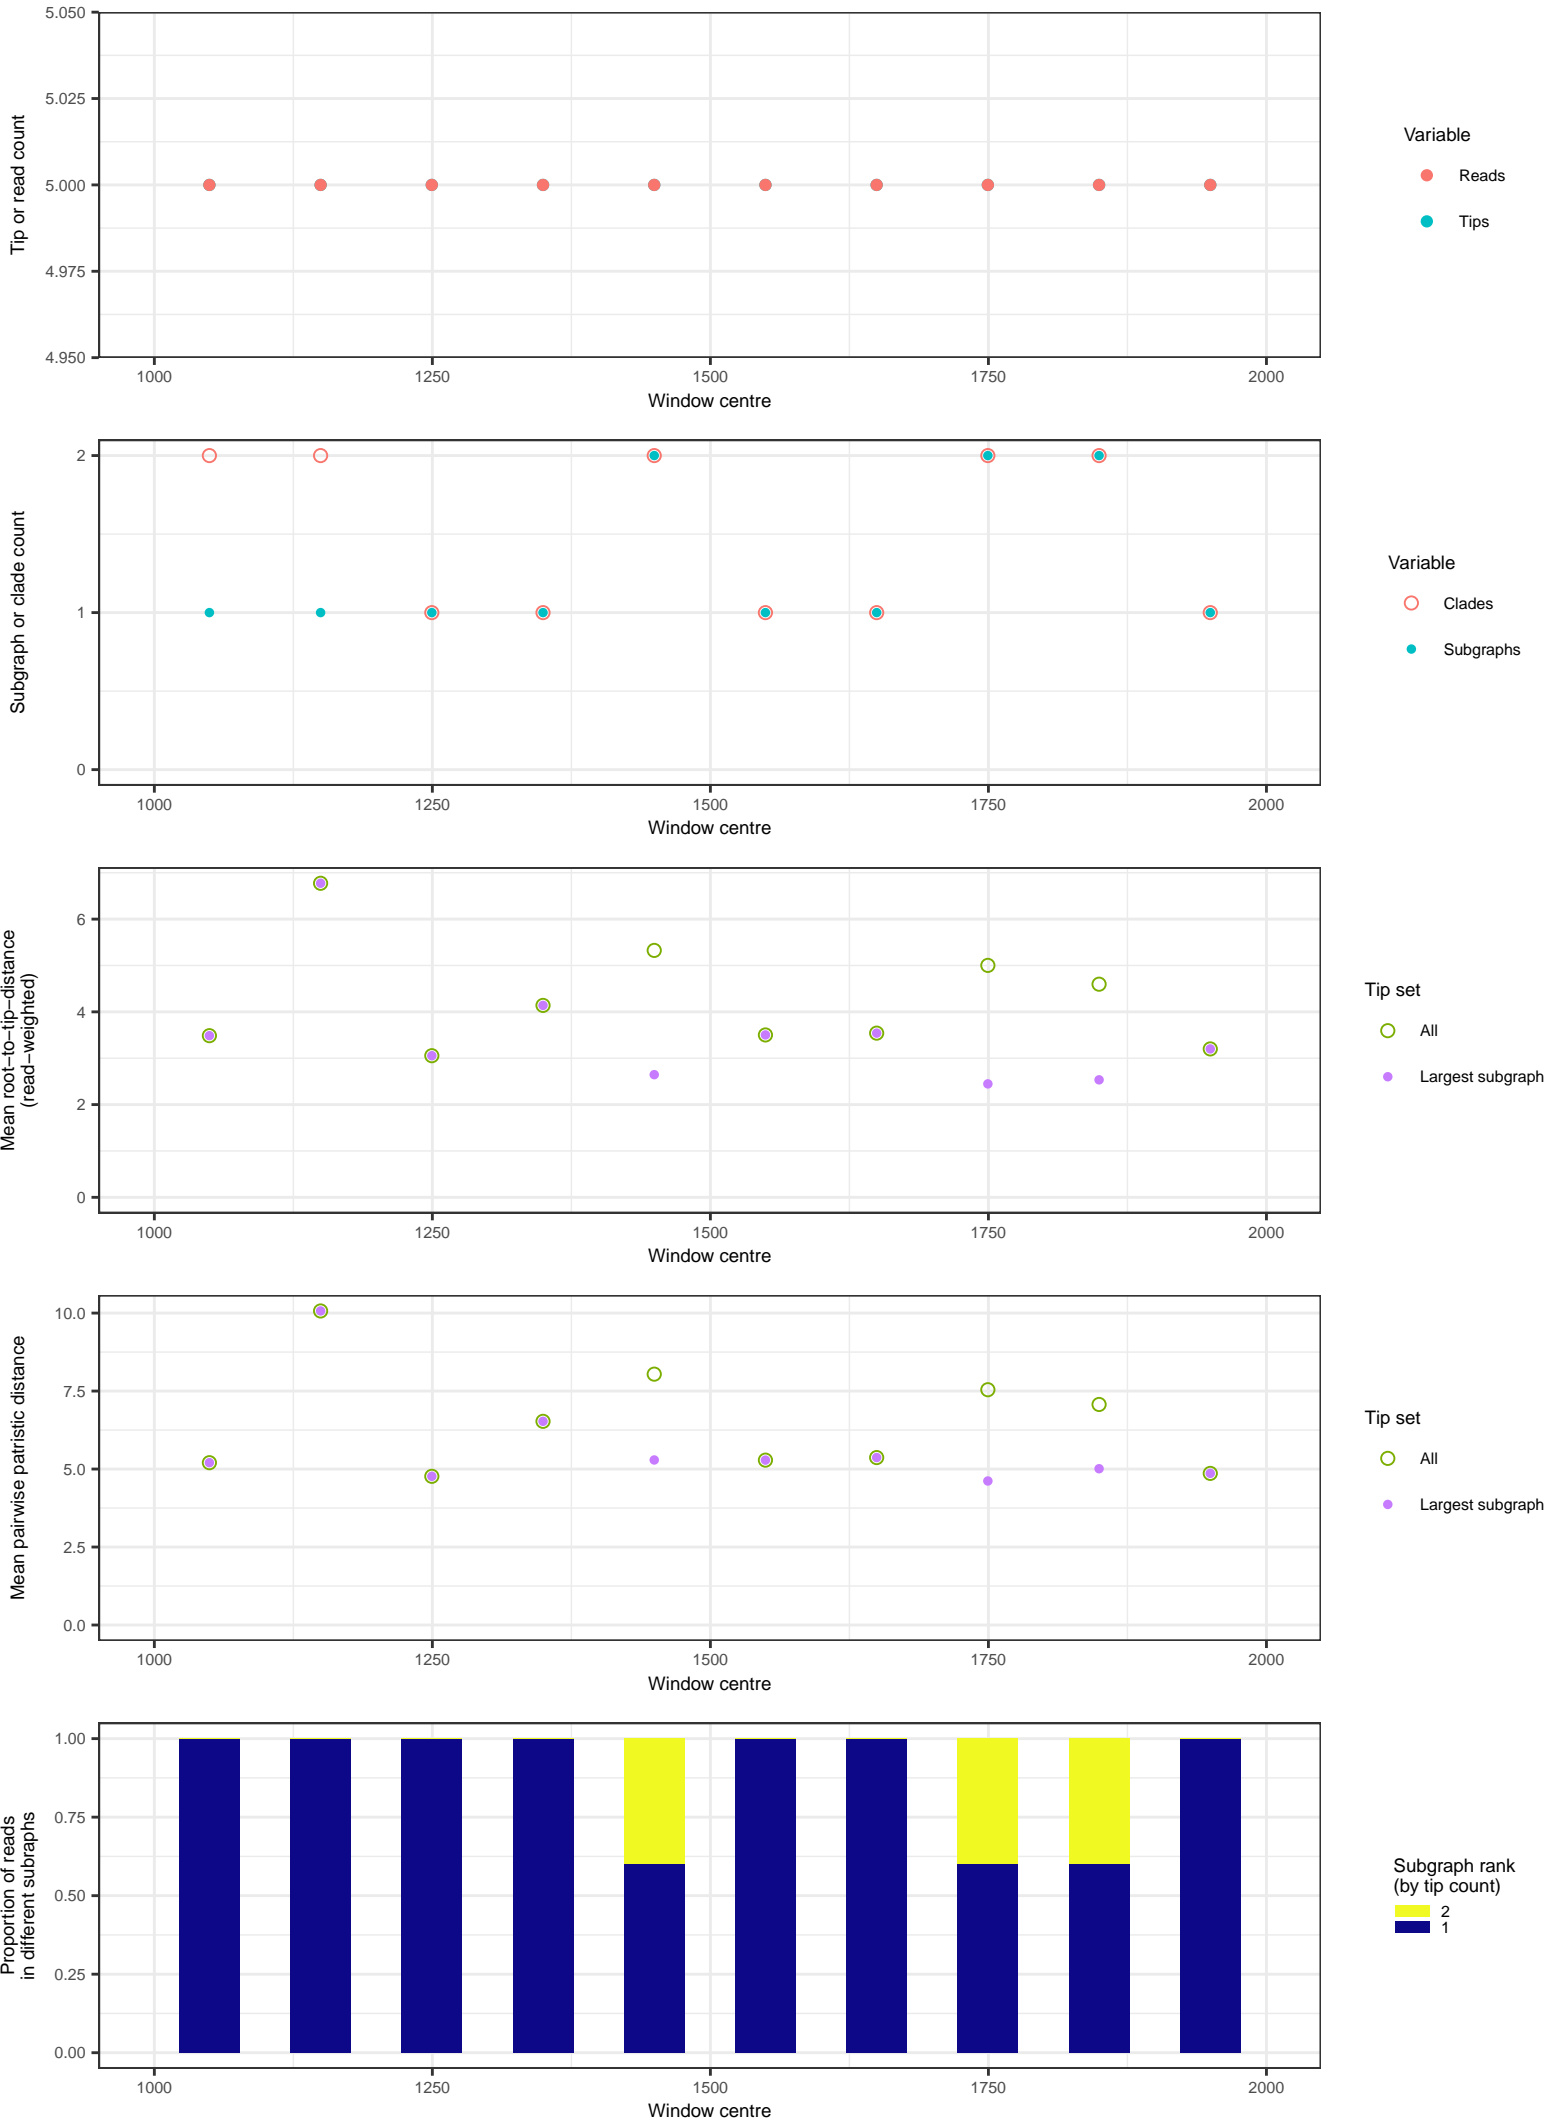 5.050
5.025
5.000
4.975
4.950
Tip or read count
1000 1250 1500 1750 2000
Window centre
Variable
Reads
Tips
2
1
0
Subgraph or clade count
1000 1250 1500 1750 2000
Window centre
Variable
Clades
Subgraphs
6
4
2
0
Mean root−to−tip−distance
(read−weighted)
1000 1250 1500 1750 2000
Window centre
Tip set
All
Largest subgraph
10.0
7.5
5.0
2.5
0.0
Mean pairwise patristic distance
1000 1250 1500 1750 2000
Window centre
Tip set
All
Largest subgraph
1.00
0.75
0.50
0.25
0.00
Proportion of reads
in different subraphs
1000 1250 1500 1750 2000
Window centre
Subgraph rank
(by tip count)
2
1